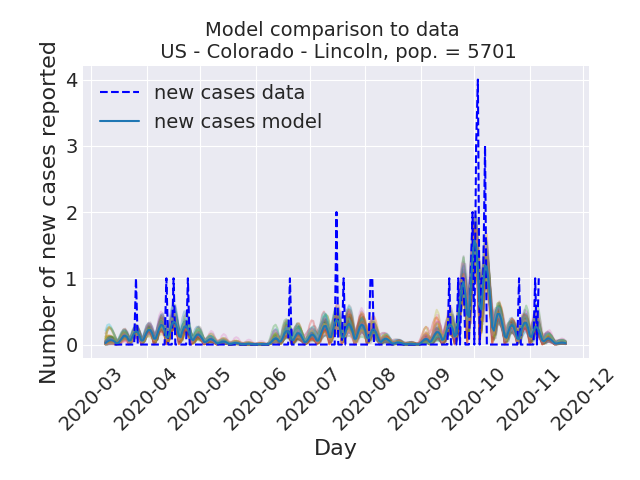 Model comparison to data
US - Colorado - Lincoln, pop. = 5701
Number of new cases reported
4
3
2
1
0
new cases data
new cases model
2020-03
2020-04
2020-05
2020-06
2020-07
2020-08
2020-09
2020-10
2020-11
2020-12
Day